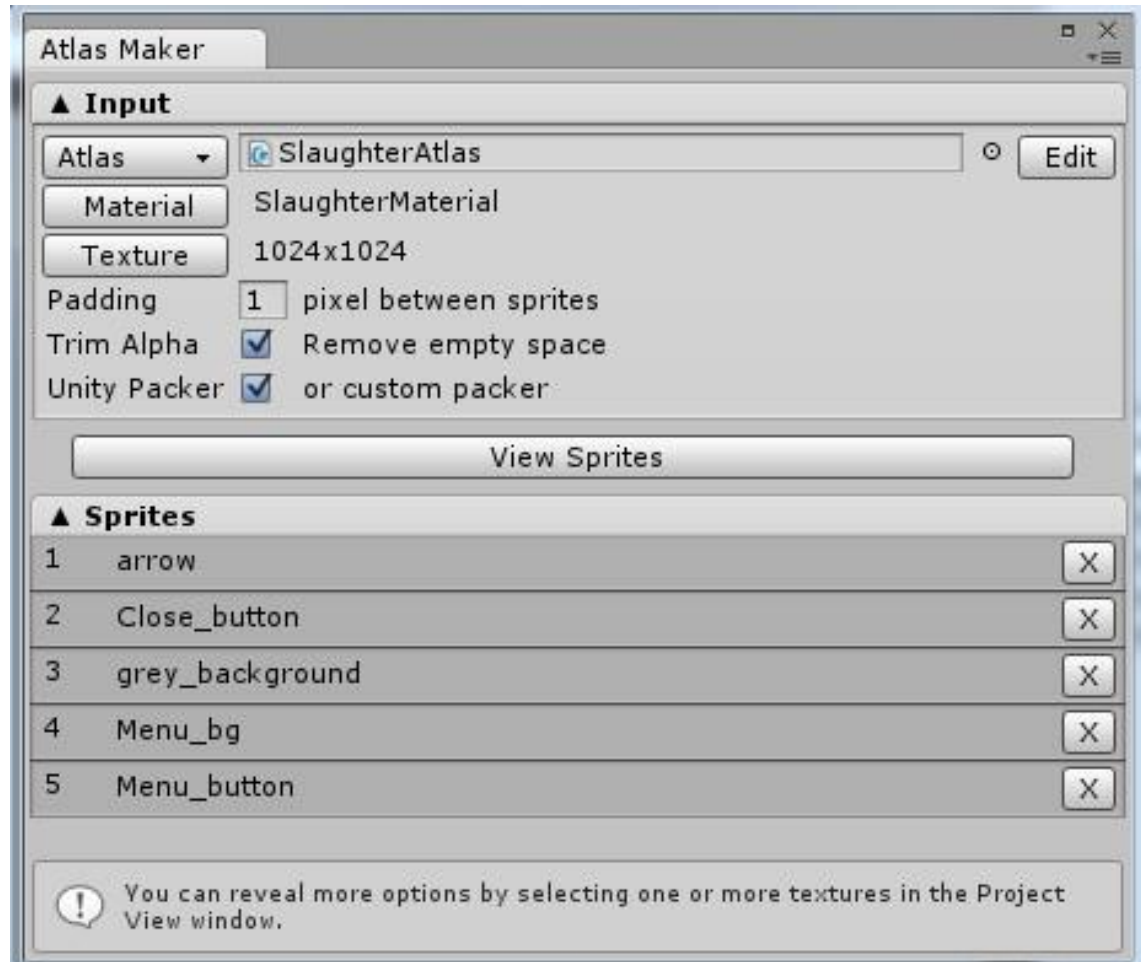 Atlas Maker
▲ Input
Atlas SlaughterAtlas Edit
Material SlaughterMaterial
Texture 1024x1024
Padding 1 pixel between sprites
Trim Alpha Remove empty space
Unity Packer or custom packer
View Sprites
▲ Sprites
1 arrow X
2 Close_button X
3 grey_background X
4 Menu_bg X
5 Menu_button X
You can reveal more options by selecting one or more textures in the Project
View window.